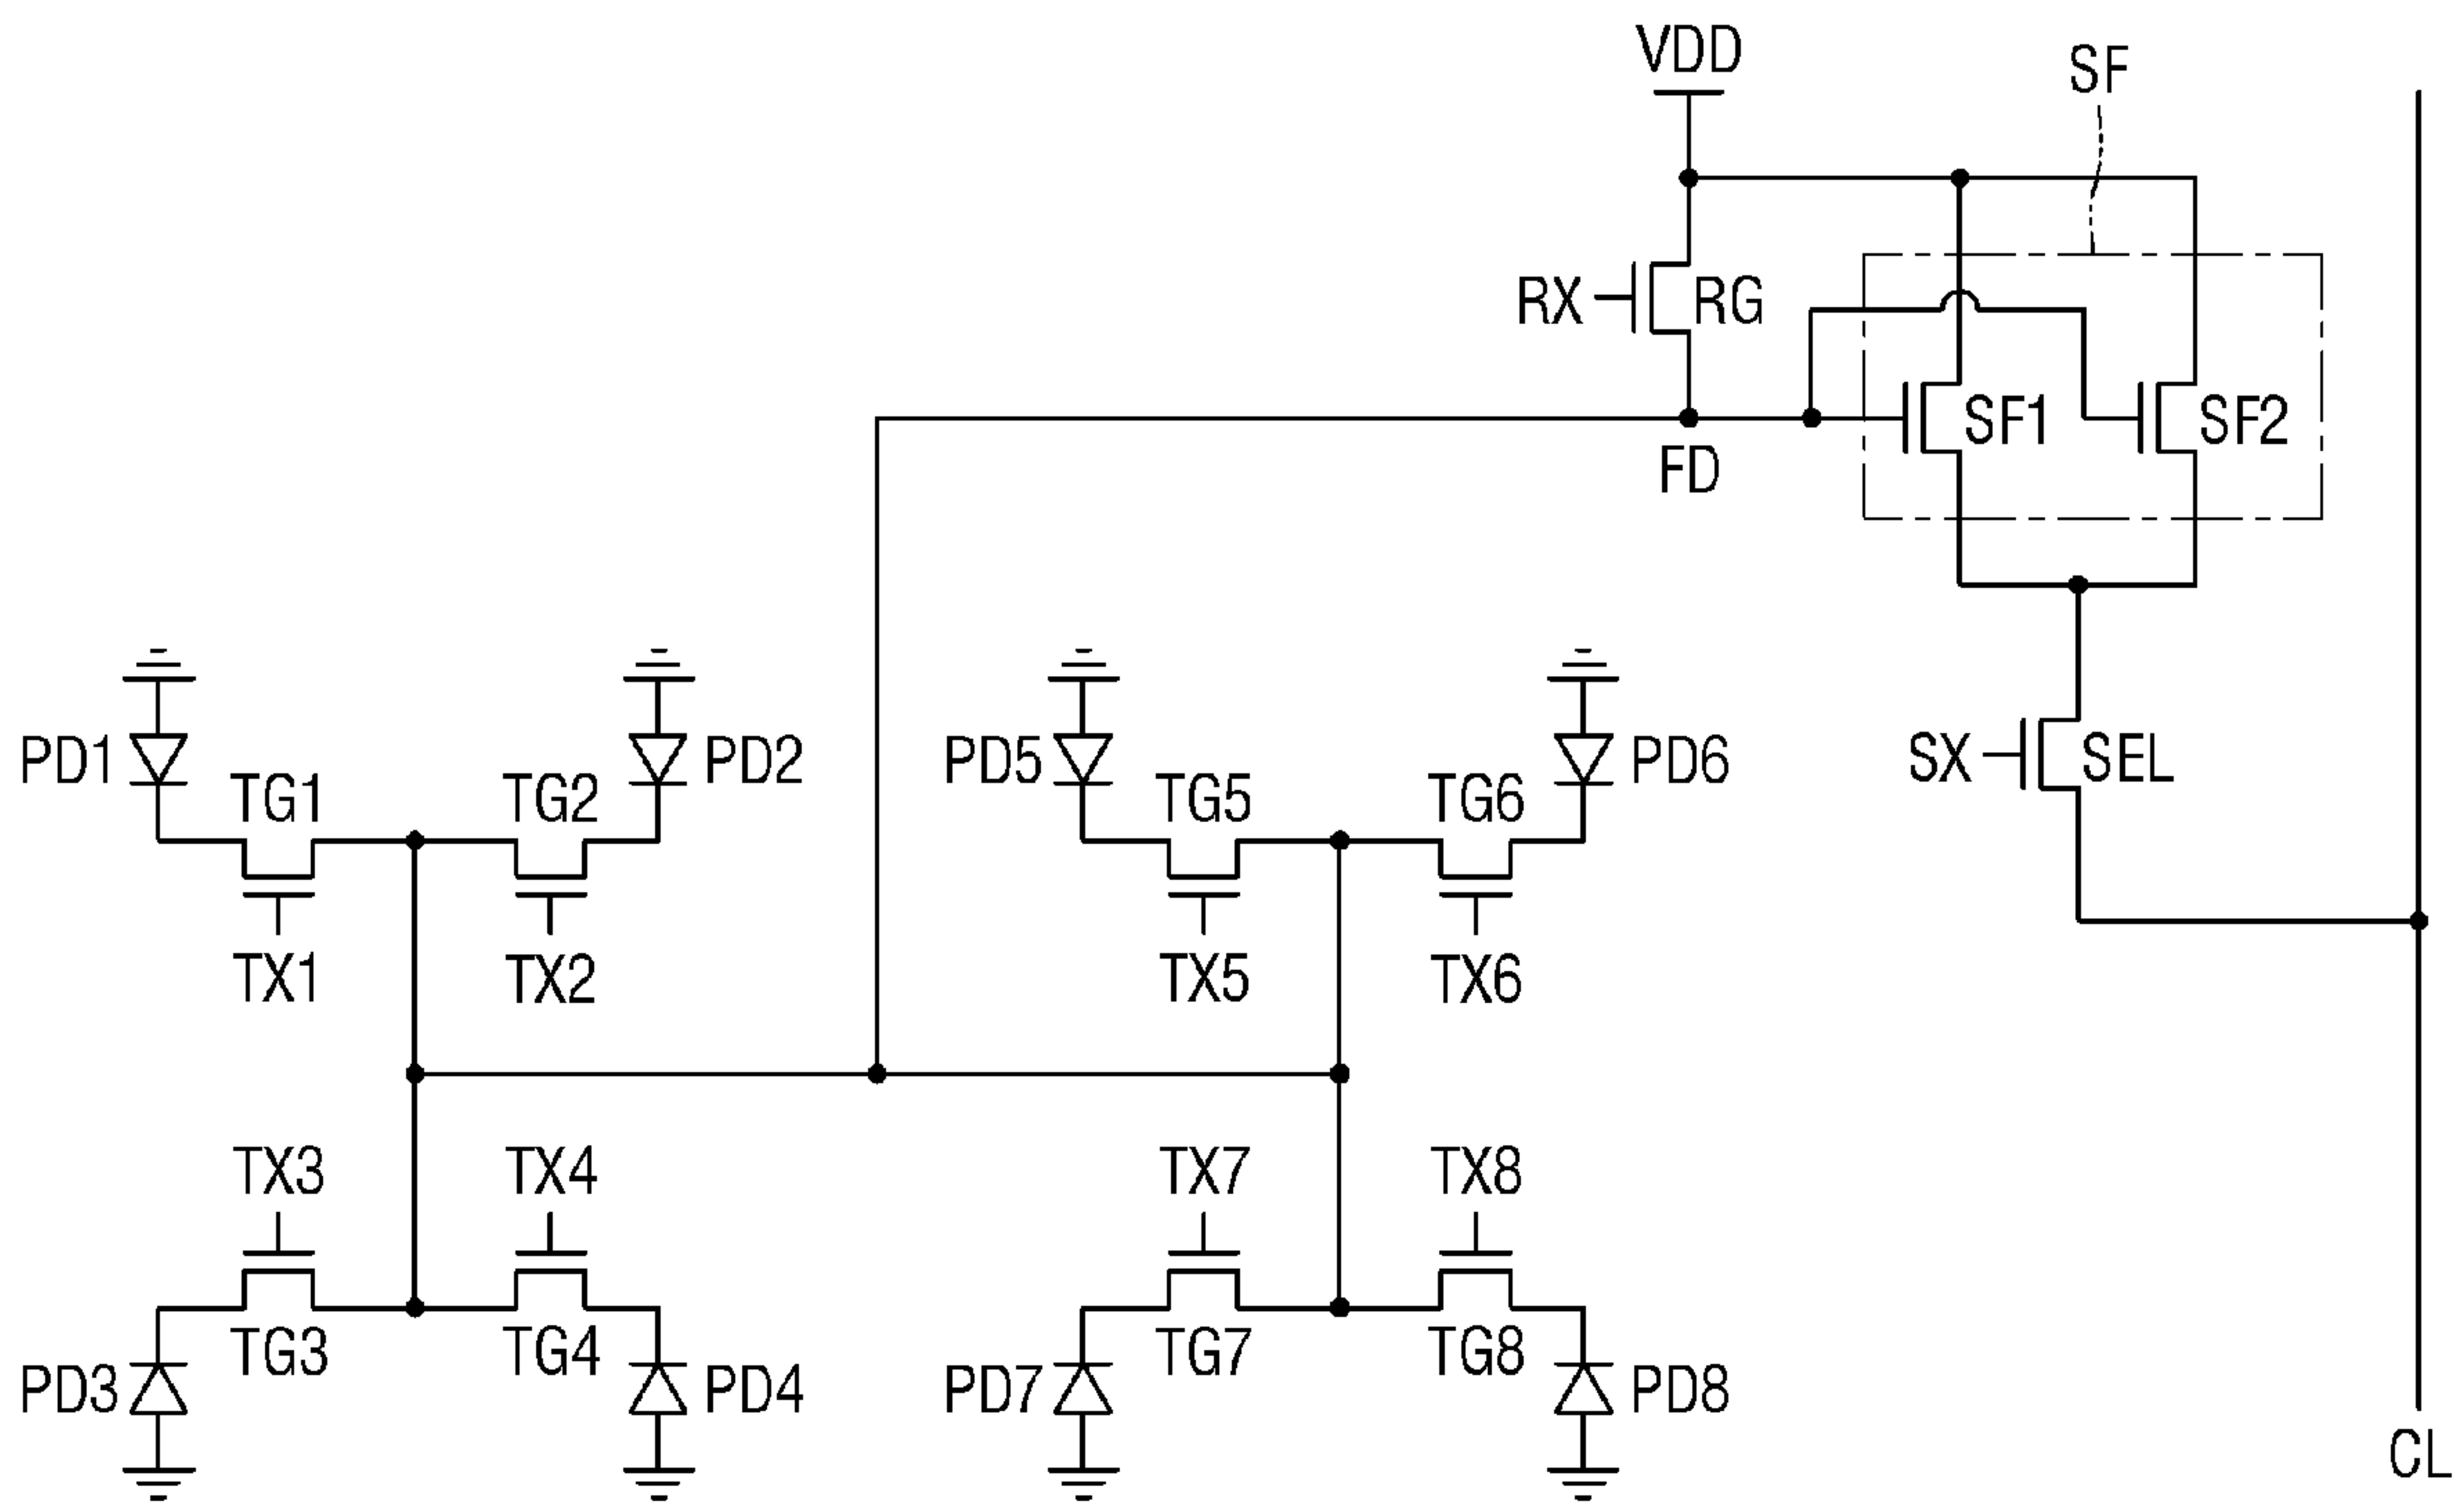 VDD
SF
RX
RG
SF1
SF2
FD
PD1
TG1
TG2
PD2
PD5
TG5
TG6
PD6
SX
SEL
TX1
TX2
TX5
TX6
TX3
TX4
TX7
TX8
PD3
TG3
TG4
PD4
PD7
TG7
TG8
PD8
CL